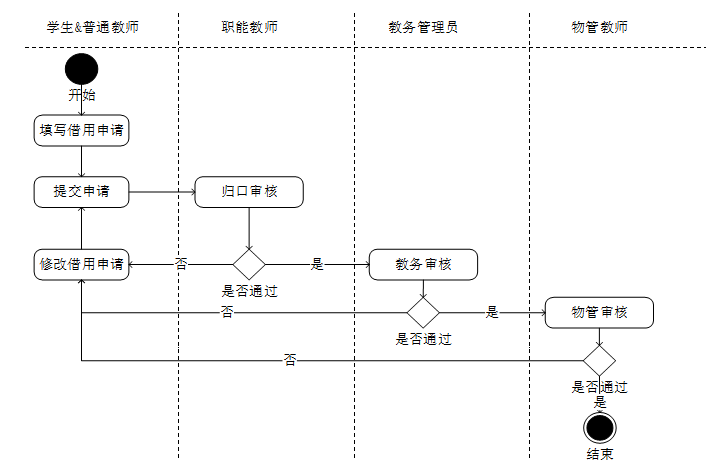 学生&普通教师
职能教师
教务管理员
物管教师
开始
填写借用申请
提交申请
归口审核
修改借用申请
否
是
教务审核
是否通过
否
是
物管审核
是否通过
否
是否通过
是
结束